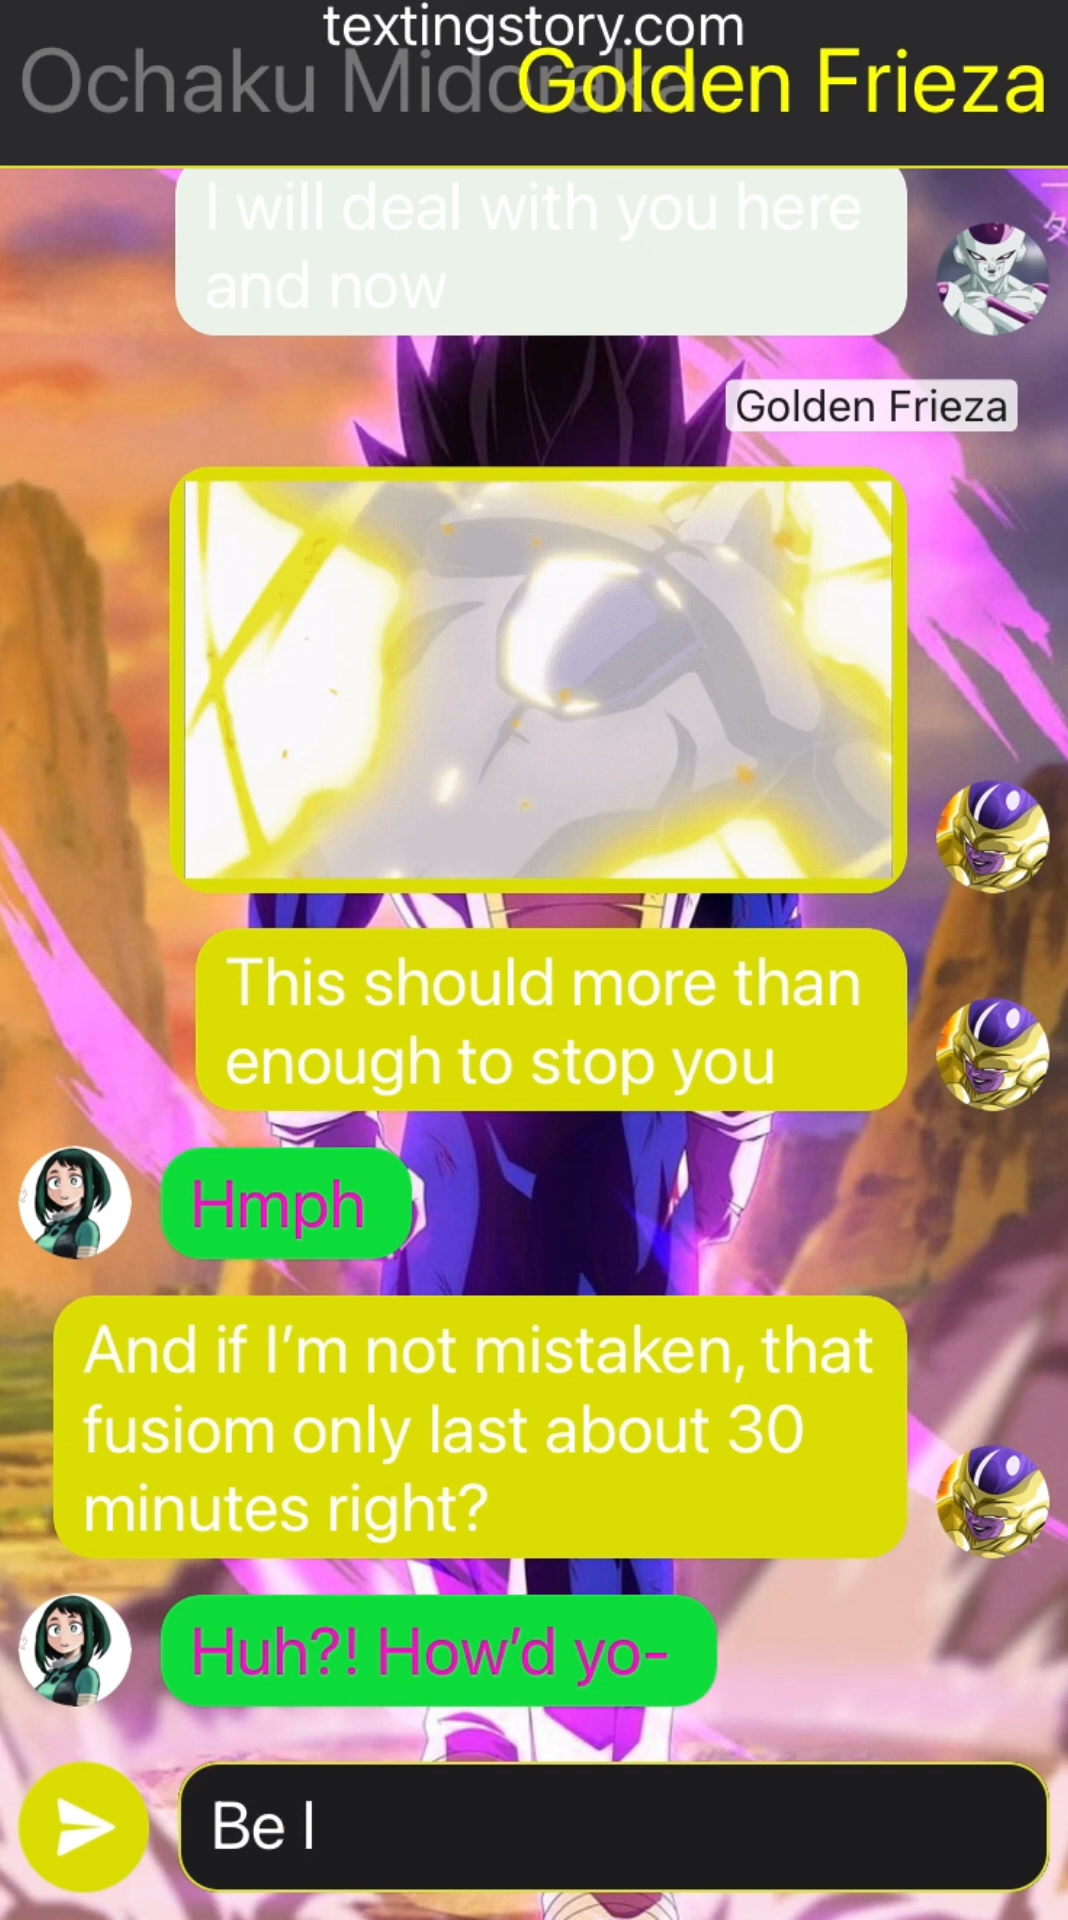 textingstory.com
Ochaku Midoraka Golden Frieza
I will deal with you here
and now
Golden Frieza
This should more than
enough to stop you
Hmph
And if I'm not mistaken, that
fusiom only last about 30
minutes right?
Huh?! How'd yo-
Be l